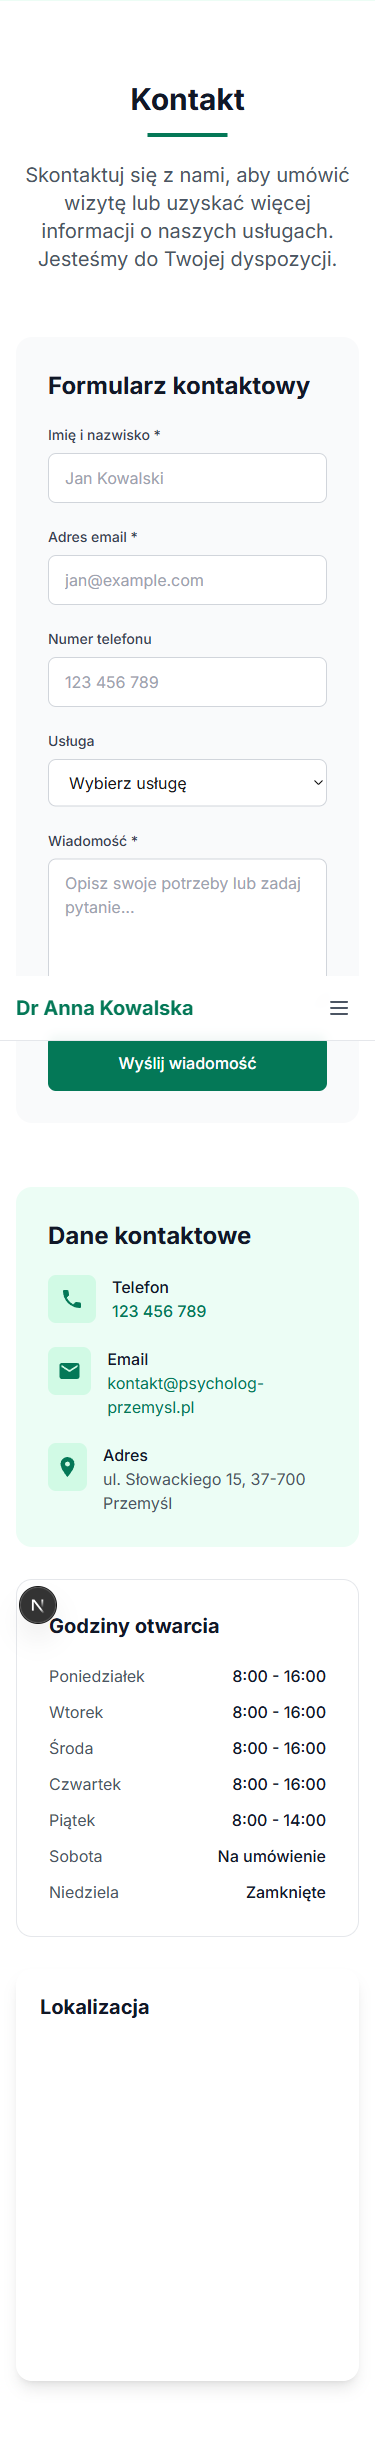 Kontakt
Skontaktuj się z nami, aby umówić
wizytę lub uzyskać więcej
informacji o naszych usługach.
Jesteśmy do Twojej dyspozycji.
Formularz kontaktowy
Imię i nazwisko *
Jan Kowalski
Adres email *
jan@example.com
Numer telefonu
123 456 789
Usługa
Wybierz usługę
Wiadomość *
Opisz swoje potrzeby lub zadaj
pytanie...
Dr Anna Kowalska
Wyślij wiadomość
Dane kontaktowe
Telefon
123 456 789
Email
kontakt@psycholog-
przemysl.pl
Adres
ul. Słowackiego 15, 37-700
Przemyśl
N
Godziny otwarcia
Poniedziałek 8:00 - 16:00
Wtorek 8:00 - 16:00
Środa 8:00 - 16:00
Czwartek 8:00 - 16:00
Piątek 8:00 - 14:00
Sobota Na umówienie
Niedziela Zamknięte
Lokalizacja